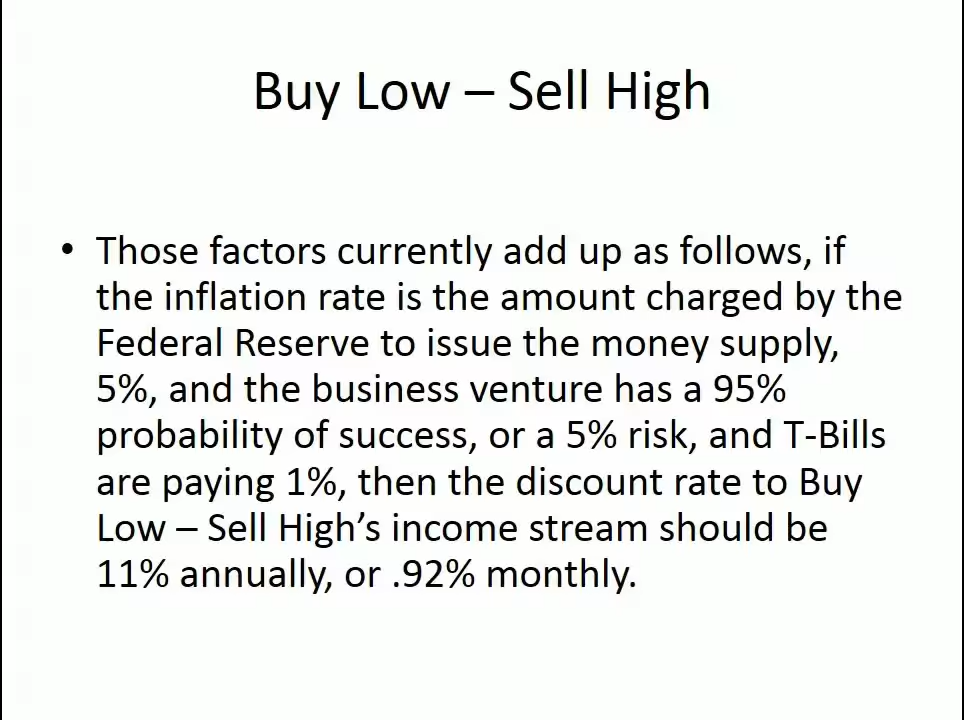 Buy Low – Sell High
• Those factors currently add up as follows, if
the inflation rate is the amount charged by the
Federal Reserve to issue the money supply,
5%, and the business venture has a 95%
probability of success, or a 5% risk, and T-Bills
are paying 1%, then the discount rate to Buy
Low – Sell High’s income stream should be
11% annually, or .92% monthly.